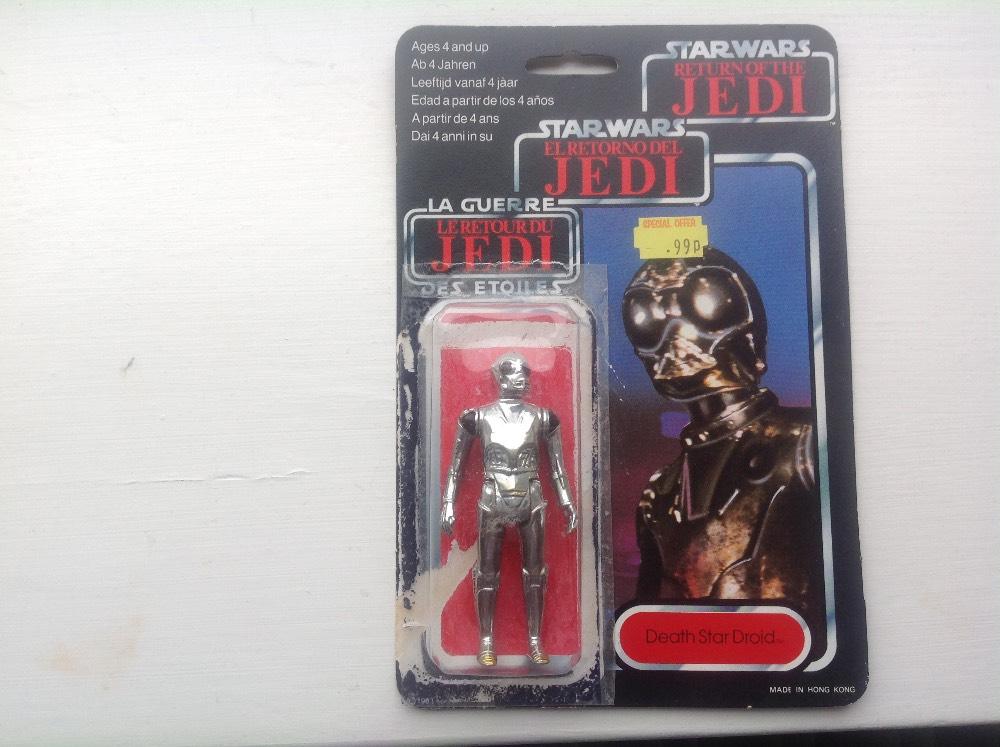 Ages 4 and up
Ab 4 Jahren
Leeftijd vanaf 4 jàar
Edad a partir de los 4 años
A partir de 4 ans
Dai 4 anni in su
STAR WARS
RETURN OF THE
JEDI
STAR WARS
EL RETORNO DEL
JEDI
LA GUERRE
LE RETOUR DU
JEDI
DES ETOILES
SPECIAL OFFER
.99p
Death Star Droid
MADE IN HONG KONG